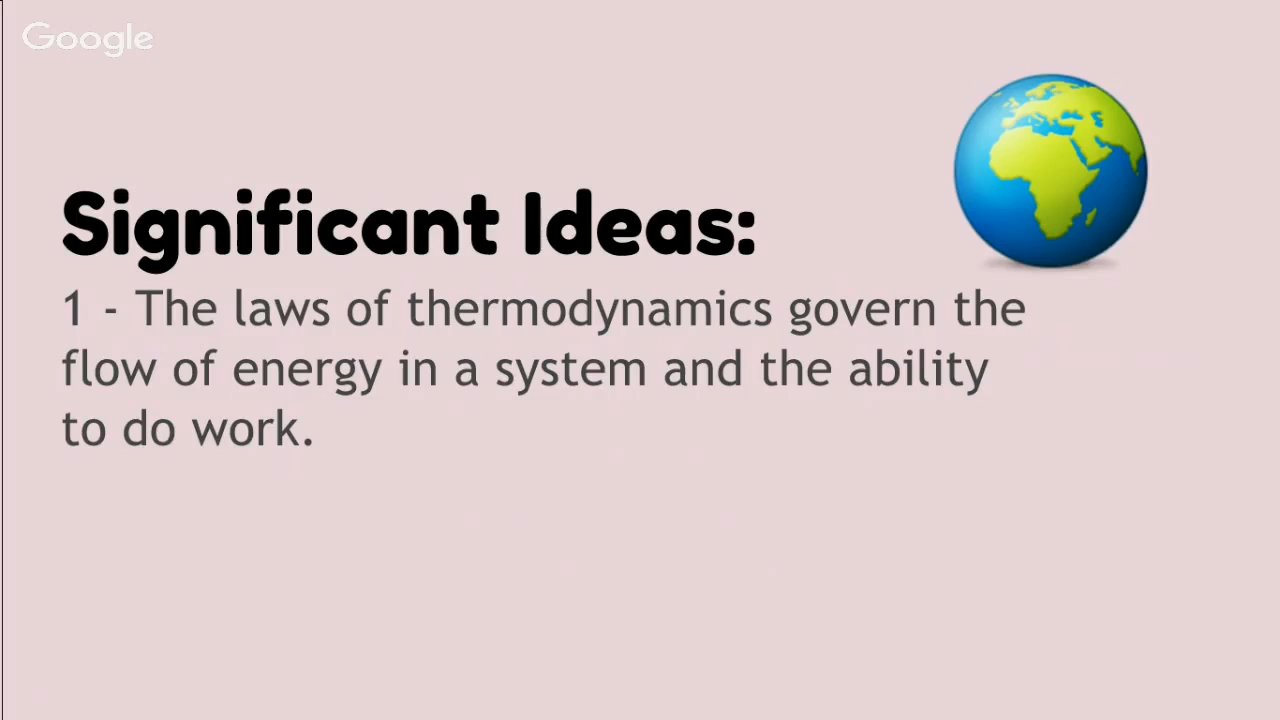 Google
Significant Ideas:
1 - The laws of thermodynamics govern the
flow of energy in a system and the ability
to do work.